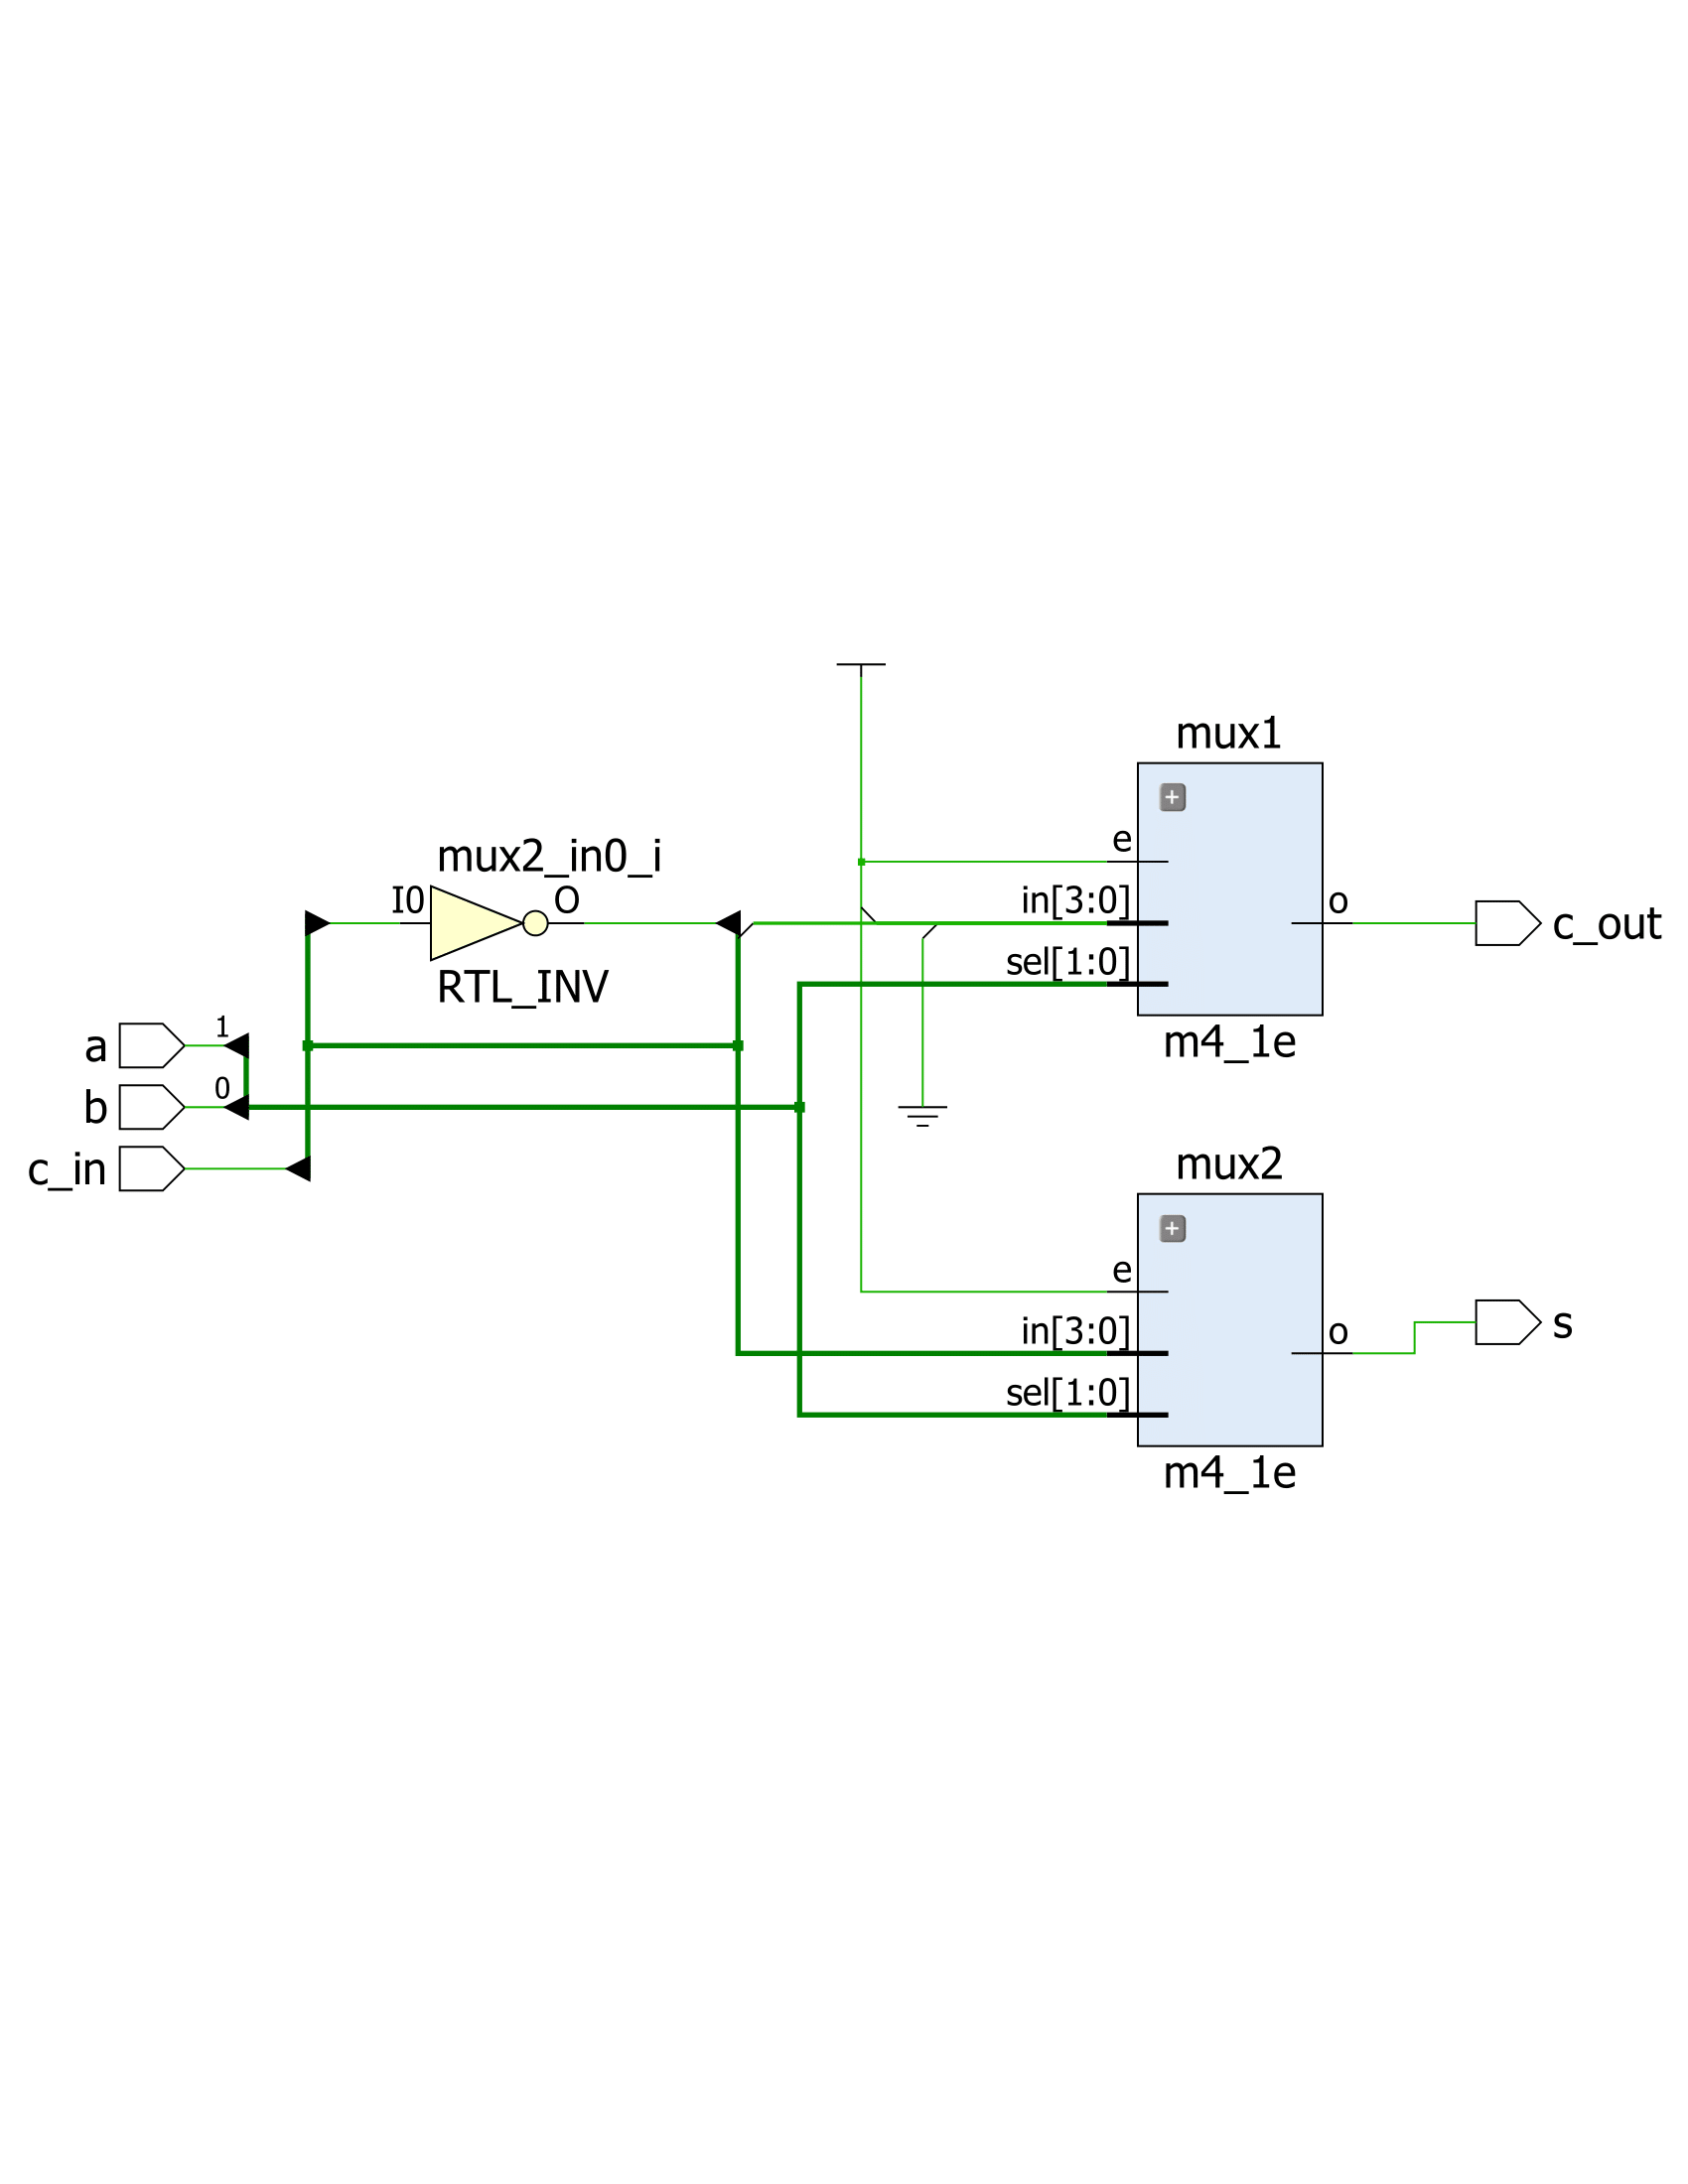 mux1
e
in[3:0]
sel[1:0]
o
m4_1e
c_out
mux2_in0_i
I0
O
RTL_INV
a
1
b
0
c_in
mux2
e
in[3:0]
sel[1:0]
o
m4_1e
s